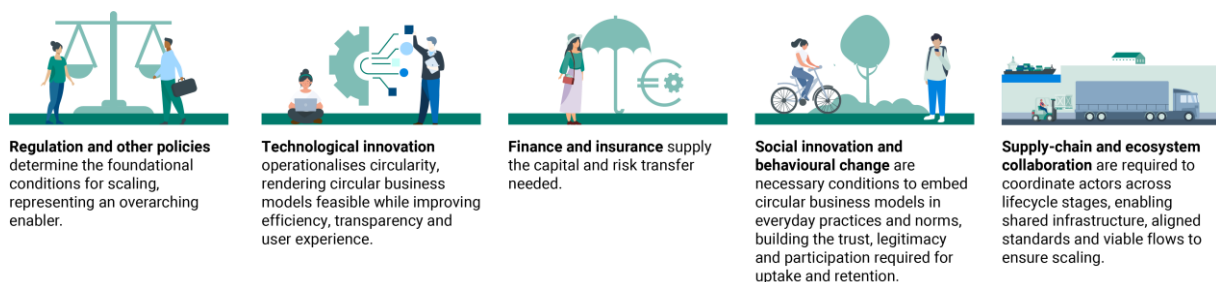 Regulation and other policies
determine the foundational
conditions for scaling,
representing an overarching
enabler.
Technological innovation
operationalises circularity,
rendering circular business
models feasible while improving
efficiency, transparency and
user experience.
Finance and insurance supply
the capital and risk transfer
needed.
Social innovation and
behavioural change are
necessary conditions to embed
circular business models in
everyday practices and norms,
building the trust, legitimacy
and participation required for
uptake and retention.
Supply-chain and ecosystem
collaboration are required to
coordinate actors across
lifecycle stages, enabling
shared infrastructure, aligned
standards and viable flows to
ensure scaling.